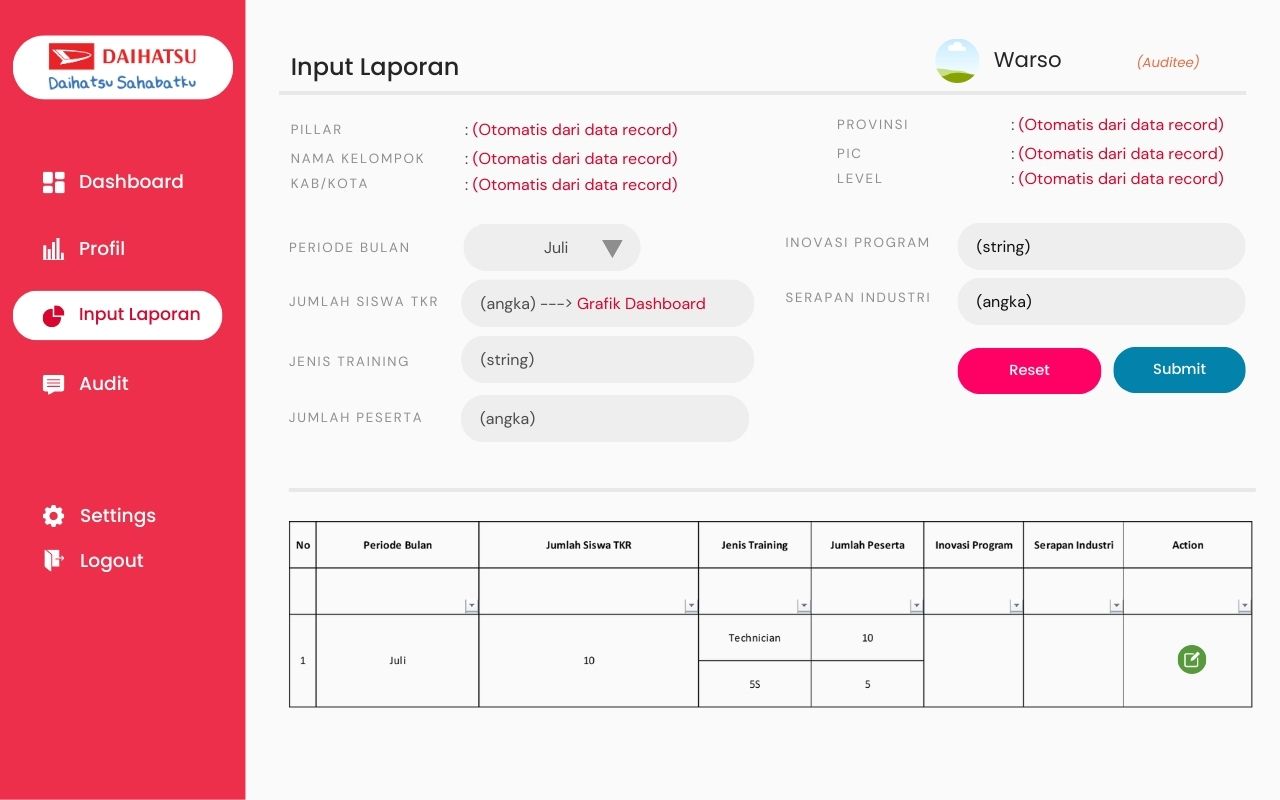 DAIHATSU
Daihatsu Sahabatku
Dashboard
Profil
Input Laporan
Audit
Settings
Logout
Input Laporan
Warso
(Auditee)
PILLAR : (Otomatis dari data record)
NAMA KELOMPOK : (Otomatis dari data record)
KAB/KOTA : (Otomatis dari data record)
PROVINSI : (Otomatis dari data record)
PIC : (Otomatis dari data record)
LEVEL : (Otomatis dari data record)
PERIODE BULAN Juli
JUMLAH SISWA TKR (angka) ---> Grafik Dashboard
JENIS TRAINING (string)
JUMLAH PESERTA (angka)
INOVASI PROGRAM (string)
SERAPAN INDUSTRI (angka)
Reset Submit
No Periode Bulan Jumlah Siswa TKR Jenis Training Jumlah Peserta Inovasi Program Serapan Industri Action
1 Juli 10 Technician 10
5S 5